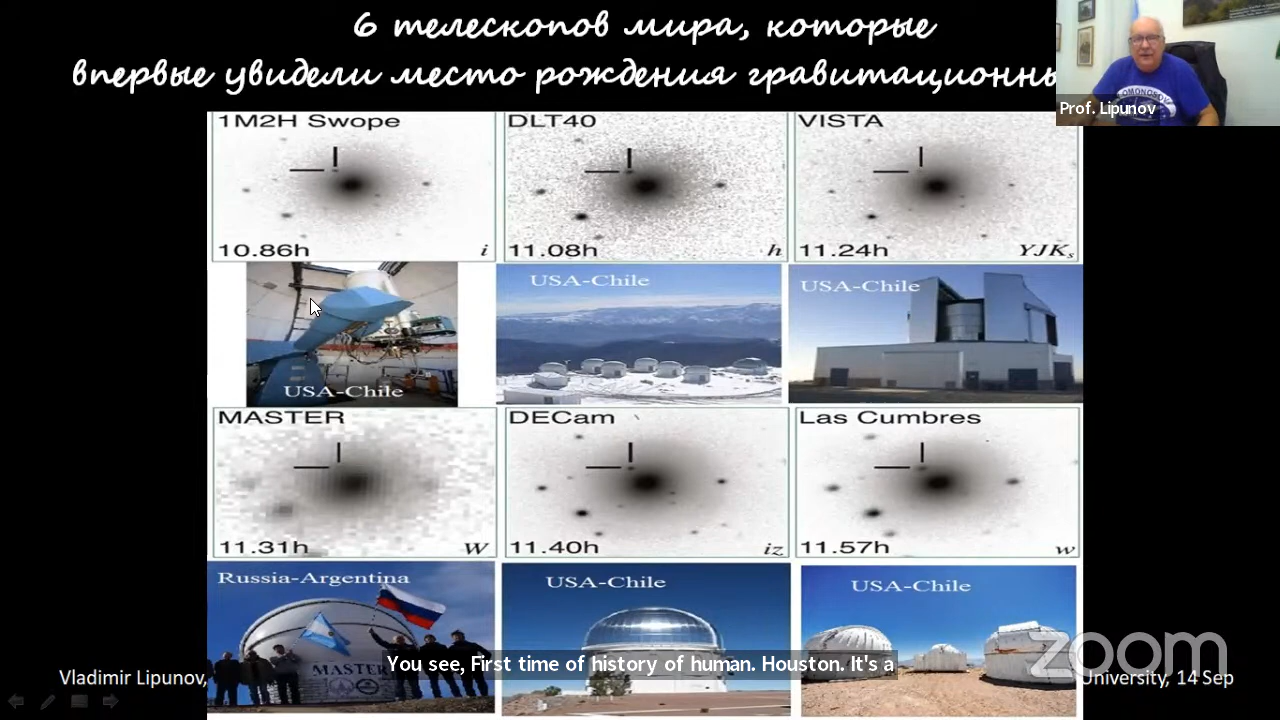 6 телескопов мира, которые
впервые увидели место рождения гравитационны
Prof. Lipunov
1M2H Swope
10.86h
i
DLT40
11.08h
h
VISTA
11.24h
YJKs
USA-Chile
USA-Chile
USA-Chile
MASTER
11.31h
W
DECam
11.40h
iz
Las Cumbres
11.57h
w
Russia-Argentina
MASTER
USA-Chile
USA-Chile
You see, First time of history of human. Houston. It's a
zoom
Vladimir Lipunov,
University, 14 Sep